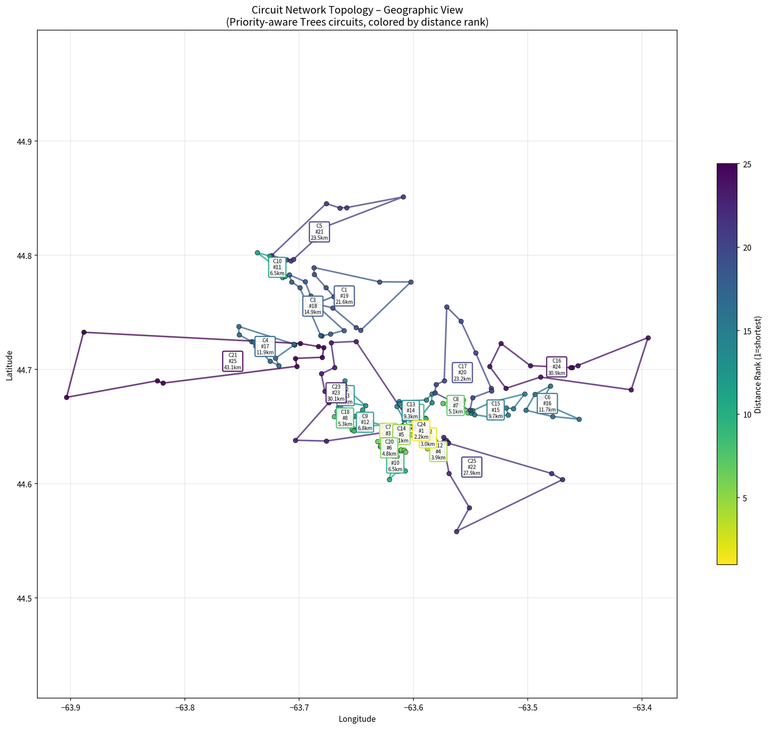 Circuit Network Topology – Geographic View
(Priority-aware Trees circuits, colored by distance rank)
Latitude
44.9
44.8
44.7
44.6
44.5
C5
#21
23.5km
C10
#11
6.5km
C1
#19
21.6km
C3
#18
14.9km
C4
#17
11.9km
C21
#25
43.1km
C17
#20
23.2km
C16
#24
30.9km
C23
#23
30.1km
C6
#16
11.7km
C15
#15
9.7km
C8
#7
5.1km
C13
#14
9.3km
C18
#8
5.3km
C9
#12
6.8km
C7
#3
C14
#5
C24
#1
2.2km
3.0km
C20
#6
4.8km
#4
3.9km
#10
6.5km
C25
#22
27.9km
−63.9
−63.8
−63.7
−63.6
−63.5
−63.4
Longitude
25
20
15
10
5
Distance Rank (1=shortest)